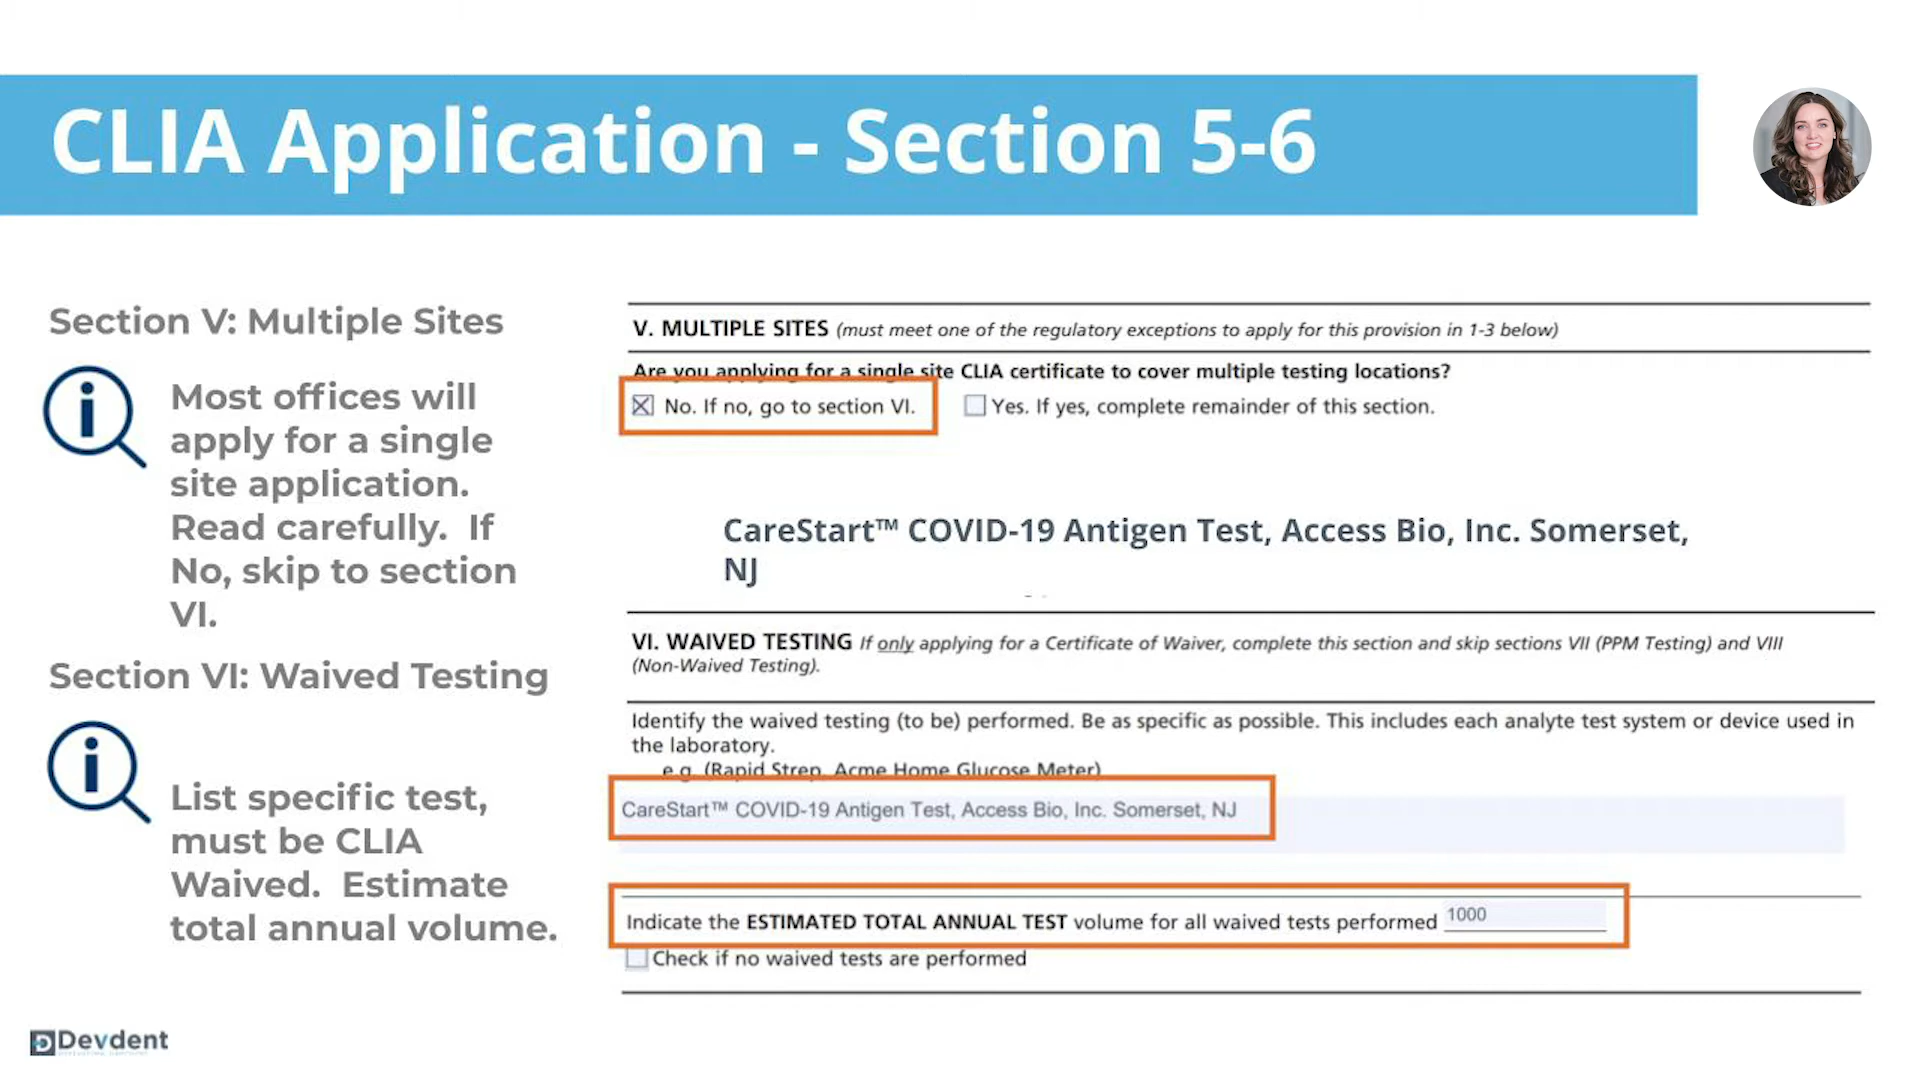 CLIA Application - Section 5-6
Section V: Multiple Sites
Most offices will
apply for a single
site application.
Read carefully.  If
No, skip to section
VI.
Section VI: Waived Testing
List specific test,
must be CLIA
Waived.  Estimate
total annual volume.
V. MULTIPLE SITES (must meet one of the regulatory exceptions to apply for this provision in 1-3 below)
Are you applying for a single site CLIA certificate to cover multiple testing locations?
No. If no, go to section VI. Yes. If yes, complete remainder of this section.
CareStart™ COVID-19 Antigen Test, Access Bio, Inc. Somerset,
NJ
VI. WAIVED TESTING If only applying for a Certificate of Waiver, complete this section and skip sections VII (PPM Testing) and VIII
(Non-Waived Testing).
Identify the waived testing (to be) performed. Be as specific as possible. This includes each analyte test system or device used in
the laboratory.
e.g. (Rapid Strep, Acme Home Glucose Meter)
CareStart™ COVID-19 Antigen Test, Access Bio, Inc. Somerset, NJ
Indicate the ESTIMATED TOTAL ANNUAL TEST volume for all waived tests performed 1000
Check if no waived tests are performed
Devdent